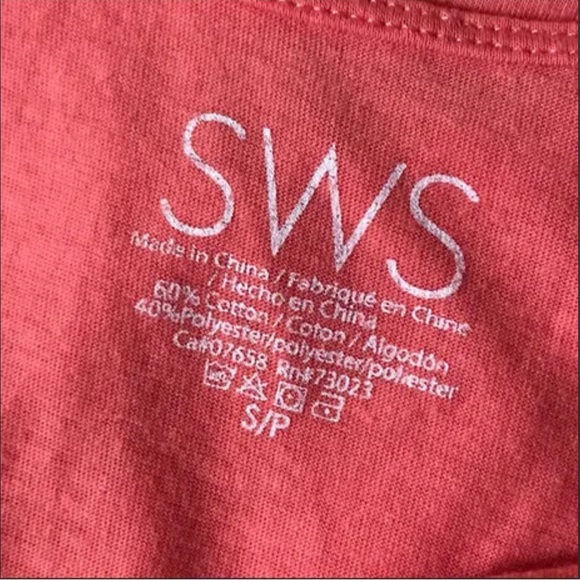 SWS
Made in China / Fabriqué en Chine
/ Hecho en China
60% Cotton / Coton / Algodón
40%Polyester/polyester/poliester
Ca#07658 Rn#73023
S/P